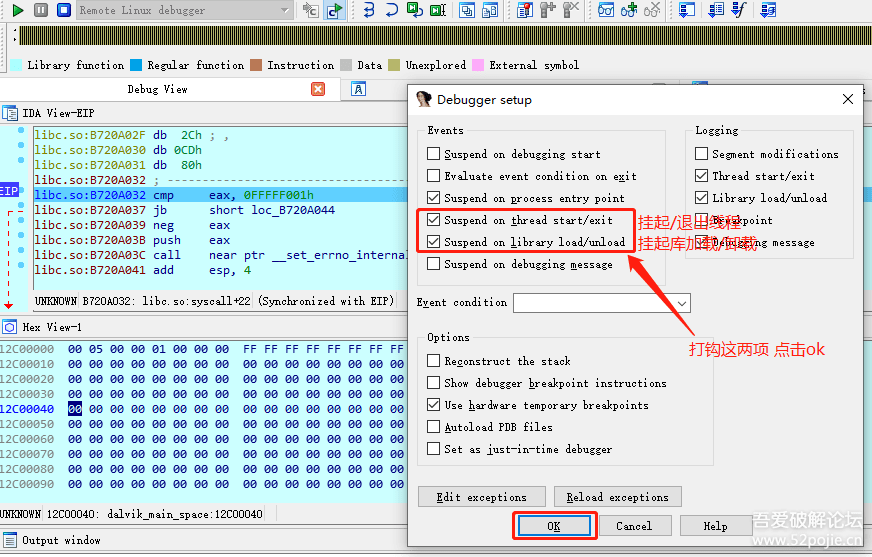 Remote Linux debugger
Library function Regular function Instruction Data Unexplored External symbol
Debug View
IDA View-EIP
libc.so:B720A02F db 2Ch ; ,
libc.so:B720A030 db 0CDh
libc.so:B720A031 db 80h
libc.so:B720A032 ;
EIP libc.so:B720A032 cmp eax, 0FFFFF001h
libc.so:B720A037 jb short loc_B720A044
libc.so:B720A039 neg eax
libc.so:B720A03B push eax
libc.so:B720A03C call near ptr __set_errno_interna
libc.so:B720A041 add esp, 4
UNKNOWN B720A032: libc.so:syscall+22 (Synchronized with EIP)
Hex View-1
12C00000 00 05 00 00 01 00 00 00 FF FF FF FF FF FF FF FF
12C00010 00 00 00 00 00 00 00 00 00 00 00 00 00 00 00 00
12C00020 00 00 00 00 00 00 00 00 00 00 00 00 00 00 00 00
12C00030 00 00 00 00 00 00 00 00 00 00 00 00 00 00 00 00
12C00040 00 00 00 00 00 00 00 00 00 00 00 00 00 00 00 00
12C00050 00 00 00 00 00 00 00 00 00 00 00 00 00 00 00 00
12C00060 00 00 00 00 00 00 00 00 00 00 00 00 00 00 00 00
12C00070 00 00 00 00 00 00 00 00 00 00 00 00 00 00 00 00
12C00080 00 00 00 00 00 00 00 00 00 00 00 00 00 00 00 00
12C00090 00 00 00 00 00 00 00 00 00 00 00 00 00 00 00 00
UNKNOWN 12C00040: dalvik_main_space:12C00040
Output window
Debugger setup
Events
Suspend on debugging start
Evaluate event condition on exit
Suspend on process entry point
Suspend on thread start/exit
Suspend on library load/unload
Suspend on debugging message
Logging
Segment modifications
Thread start/exit
Library load/unload
Breakpoint
Debugging message
挂起/退出线程
挂起库加载/卸载
Event condition
打钩这两项 点击ok
Options
Reconstruct the stack
Show debugger breakpoint instructions
Use hardware temporary breakpoints
Autoload PDB files
Set as just-in-time debugger
Edit exceptions Reload exceptions
OK Cancel Help
吾爱破解论坛
www.52pojie.cn